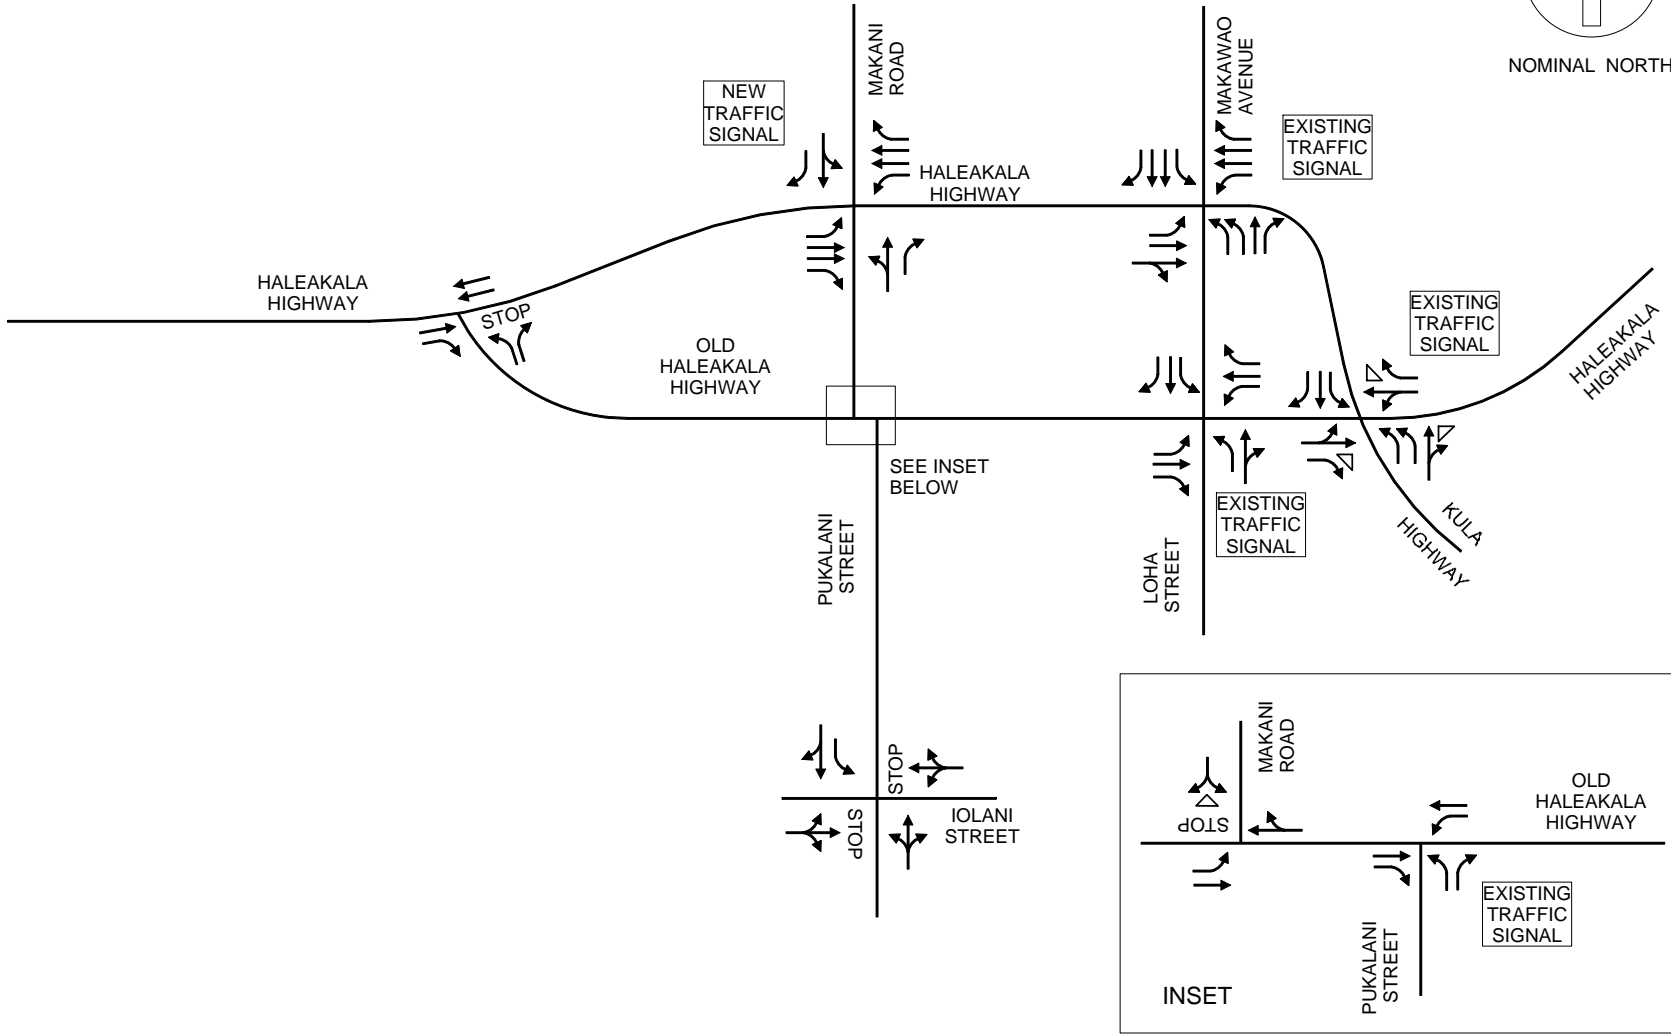 NOMINAL NORTH
MAKANI
ROAD
MAKAWAO
AVENUE
NEW
TRAFFIC
SIGNAL
EXISTING
TRAFFIC
SIGNAL
HALEAKALA
HIGHWAY
HALEAKALA
HIGHWAY
STOP
EXISTING
TRAFFIC
SIGNAL
HALEAKALA
HIGHWAY
OLD
HALEAKALA
HIGHWAY
SEE INSET
BELOW
EXISTING
TRAFFIC
SIGNAL
KULA
HIGHWAY
PUKALANI
STREET
LOHA
STREET
STOP
STOP
IOLANI
STREET
MAKANI
ROAD
OLD
HALEAKALA
HIGHWAY
STOP
EXISTING
TRAFFIC
SIGNAL
PUKALANI
STREET
INSET